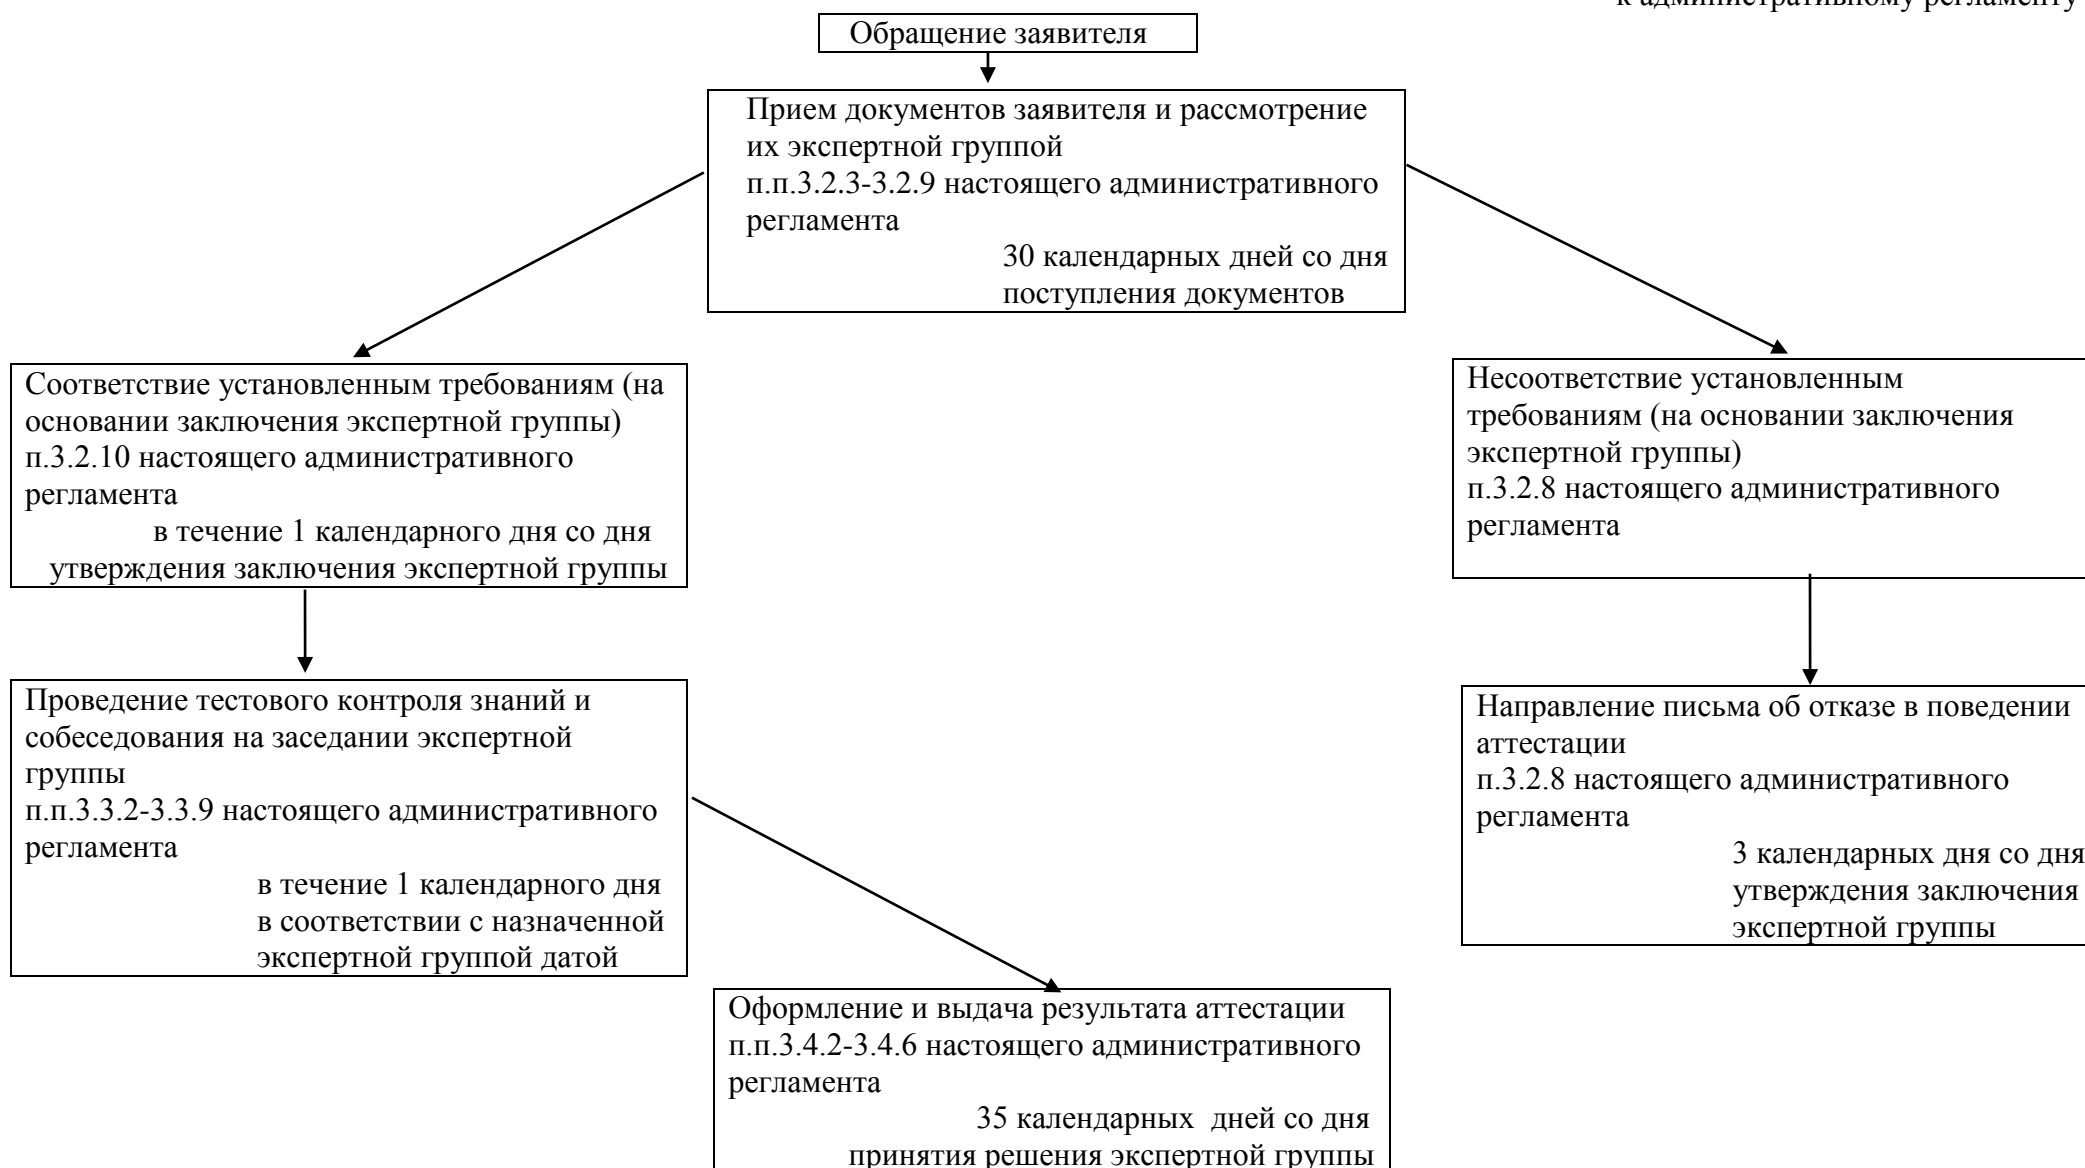 к административному регламенту
Обращение заявителя
Прием документов заявителя и рассмотрение
их экспертной группой
п.п.3.2.3-3.2.9 настоящего административного
регламента
30 календарных дней со дня
поступления документов
Соответствие установленным требованиям (на
основании заключения экспертной группы)
п.3.2.10 настоящего административного
регламента
в течение 1 календарного дня со дня
утверждения заключения экспертной группы
Несоответствие установленным
требованиям (на основании заключения
экспертной группы)
п.3.2.8 настоящего административного
регламента
Проведение тестового контроля знаний и
собеседования на заседании экспертной
группы
п.п.3.3.2-3.3.9 настоящего административного
регламента
в течение 1 календарного дня
в соответствии с назначенной
экспертной группой датой
Направление письма об отказе в поведении
аттестации
п.3.2.8 настоящего административного
регламента
3 календарных дня со дня
утверждения заключения
экспертной группы
Оформление и выдача результата аттестации
п.п.3.4.2-3.4.6 настоящего административного
регламента
35 календарных  дней со дня
принятия решения экспертной группы